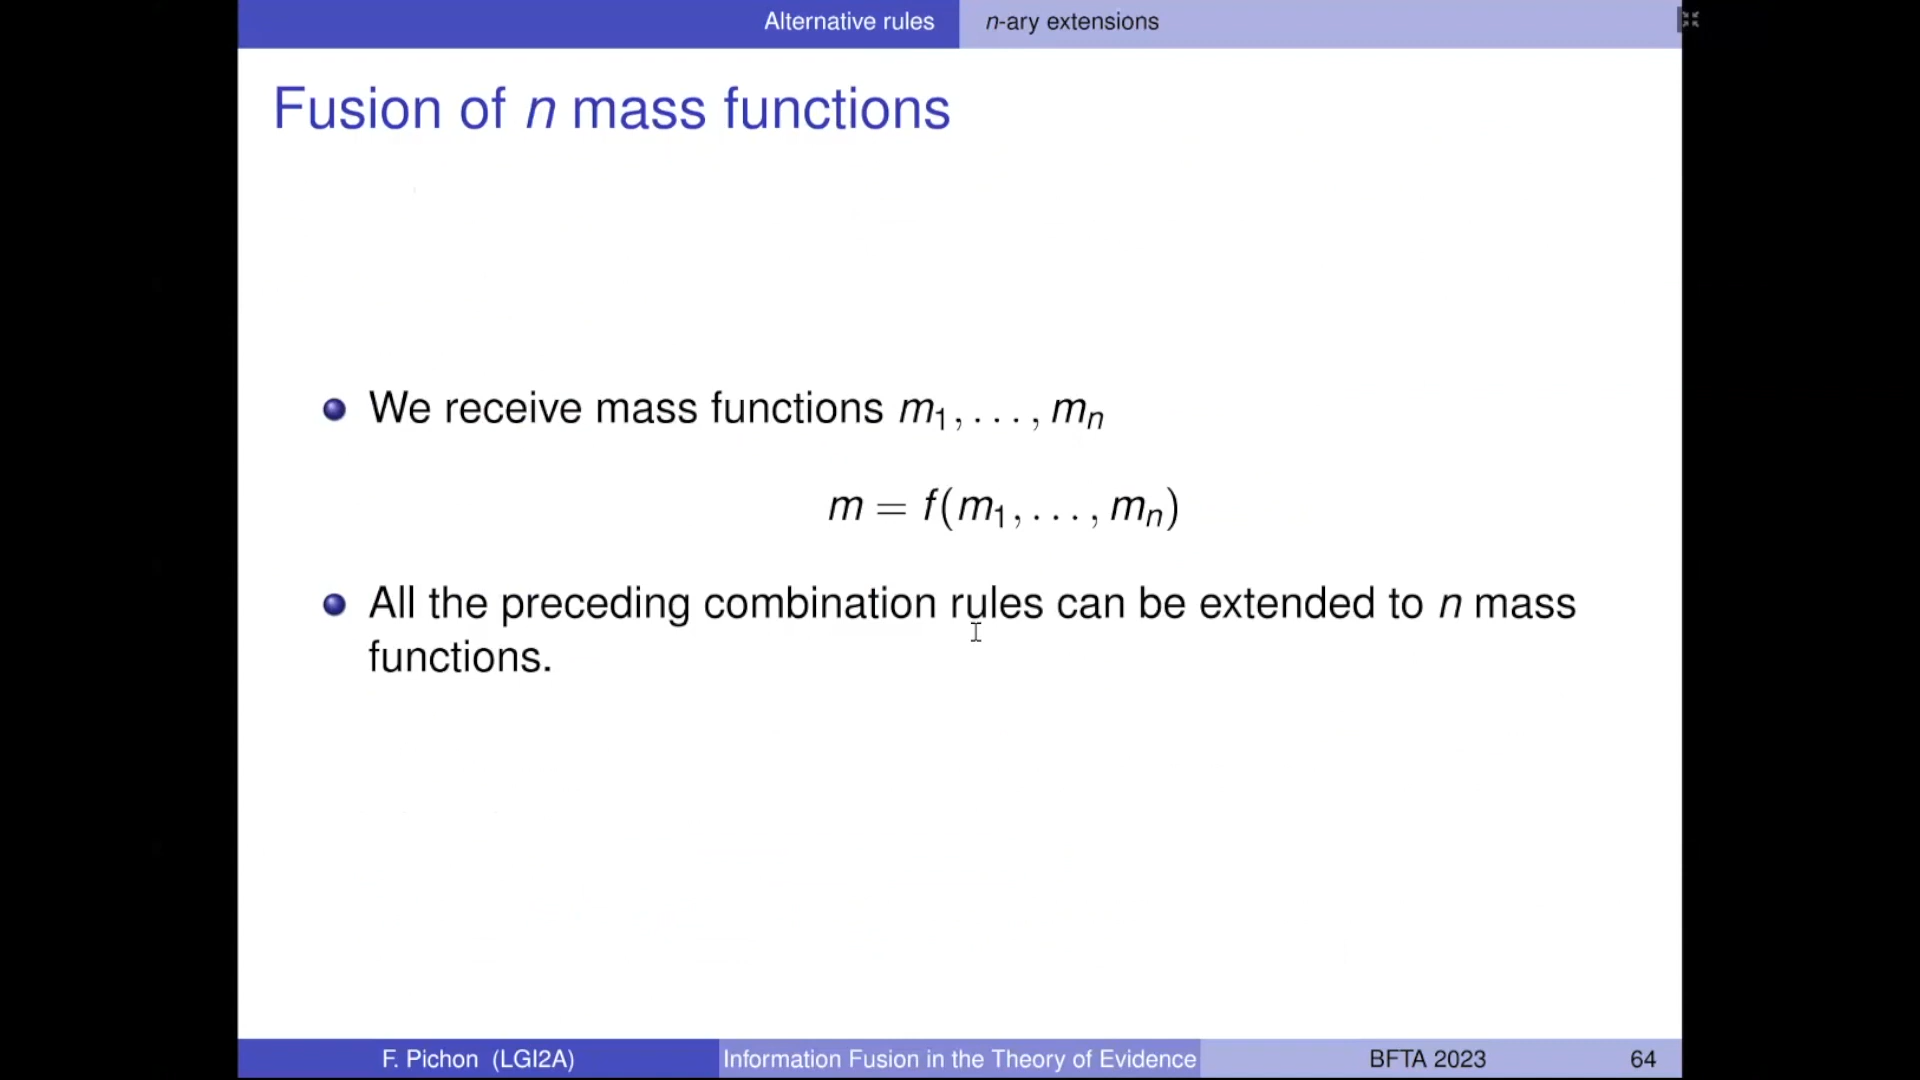 Alternative rules n-ary extensions
Fusion of n mass functions
We receive mass functions m₁, . . . , mₙ
m = f(m₁, . . . , mₙ)
All the preceding combination rules can be extended to n mass
functions.
F. Pichon (LGI2A) Information Fusion in the Theory of Evidence BFTA 2023 64